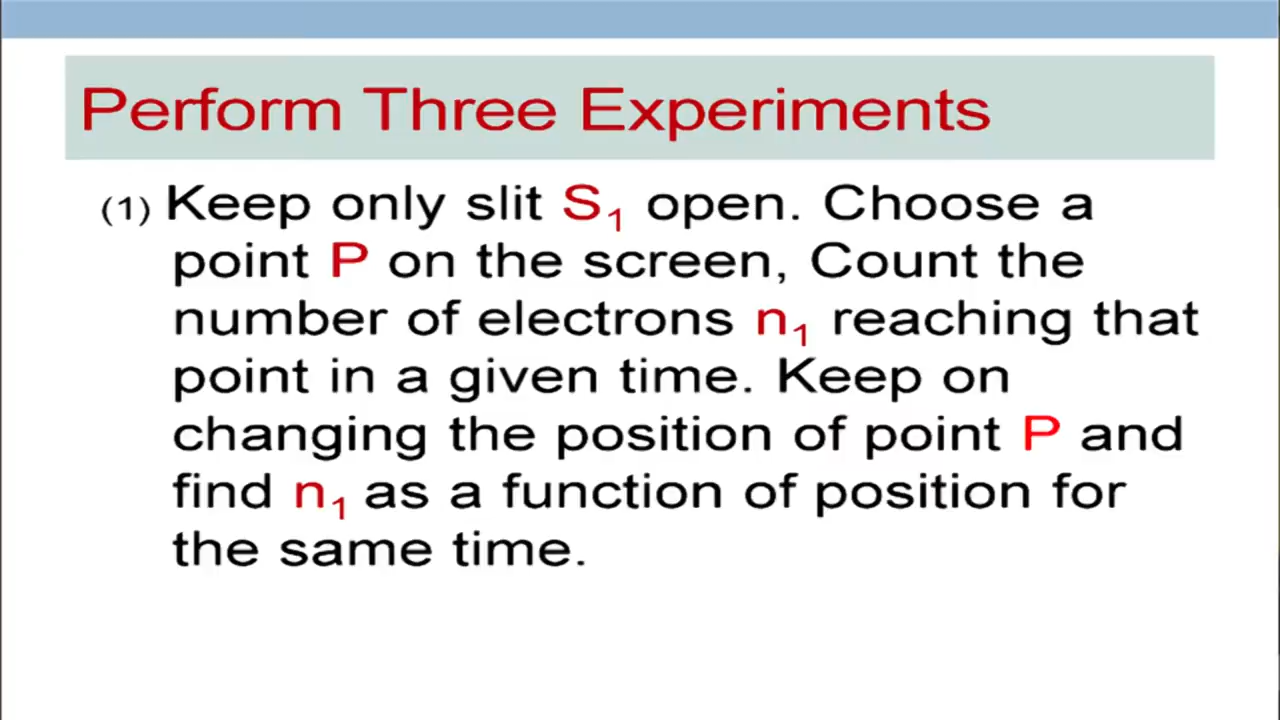 Perform Three Experiments
(1) Keep only slit S₁ open. Choose a
point P on the screen, Count the
number of electrons n₁ reaching that
point in a given time. Keep on
changing the position of point P and
find n₁ as a function of position for
the same time.